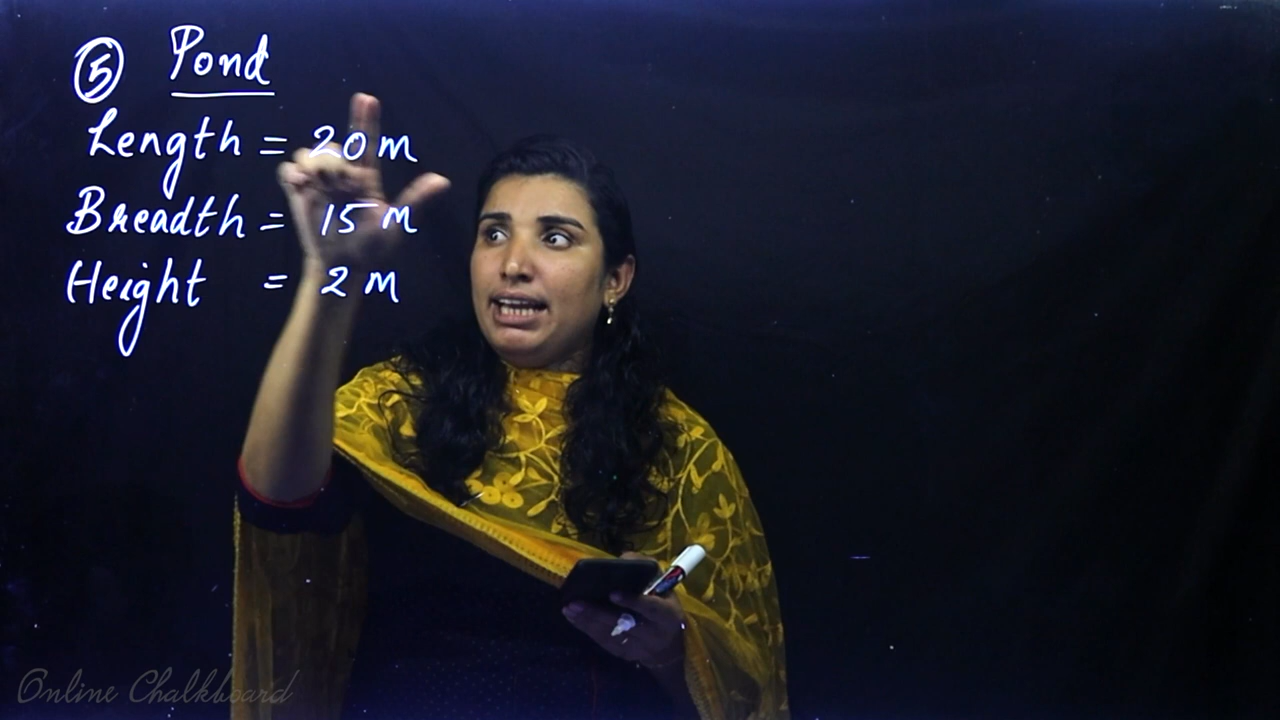 ⑤ Pond
Length = 20 m
Breadth = 15 m
Height = 2 m
Online Chalkboard